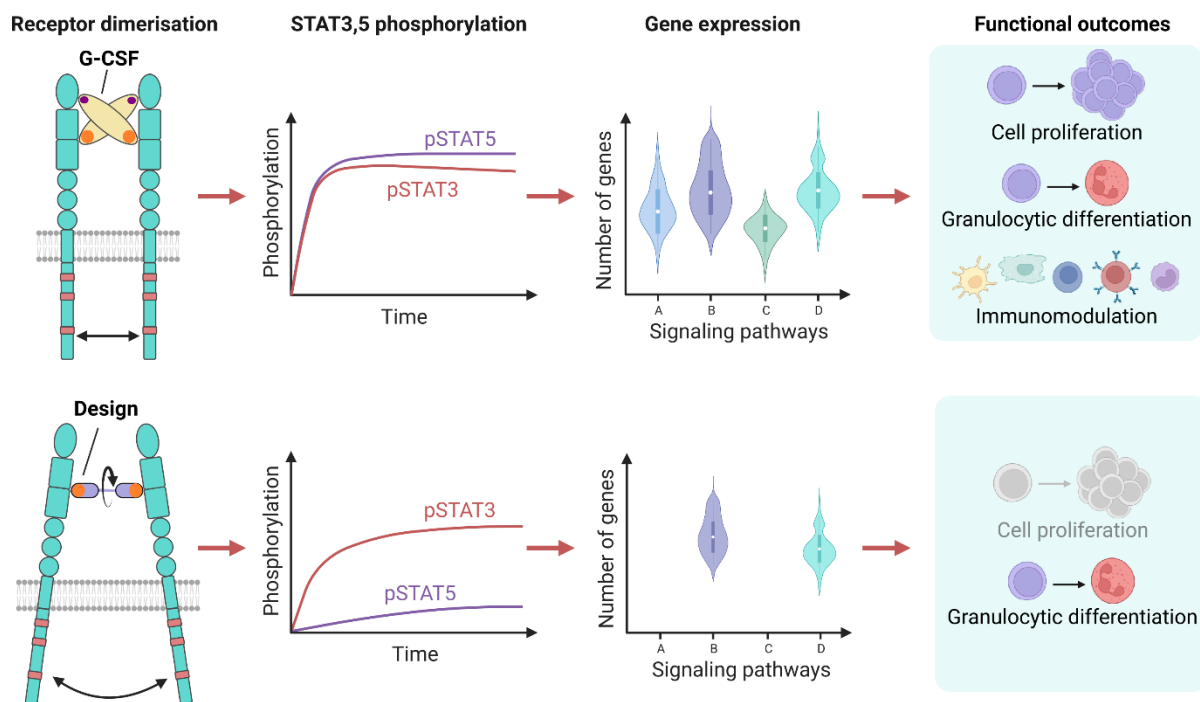 Receptor dimerisation
STAT3,5 phosphorylation
Gene expression
Functional outcomes
G-CSF
Phosphorylation
pSTAT5
pSTAT3
Time
Number of genes
A B C D
Signaling pathways
Cell proliferation
Granulocytic differentiation
Immunomodulation
Design
Phosphorylation
pSTAT3
pSTAT5
Time
Number of genes
A B C D
Signaling pathways
Cell proliferation
Granulocytic differentiation